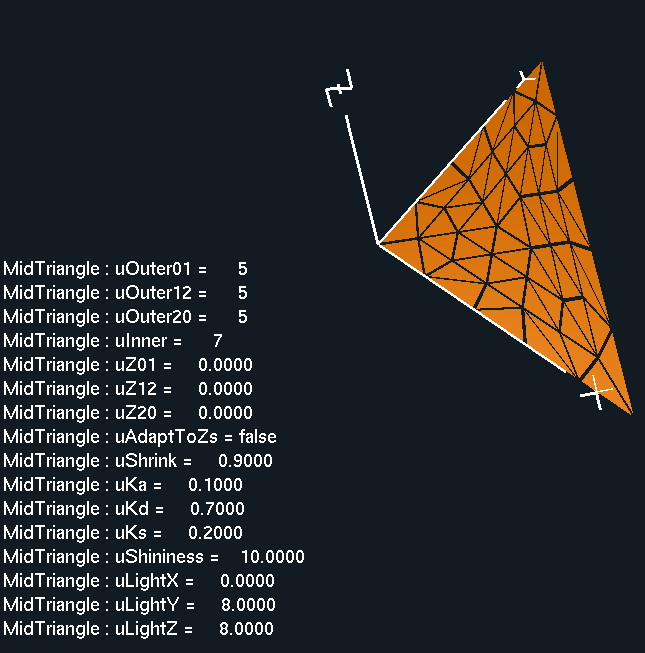 Z
Y
MidTriangle : uOuter01 = 5
MidTriangle : uOuter12 = 5
MidTriangle : uOuter20 = 5
MidTriangle : uInner = 7
MidTriangle : uZ01 = 0.0000
MidTriangle : uZ12 = 0.0000
MidTriangle : uZ20 = 0.0000
X
MidTriangle : uAdaptToZs = false
MidTriangle : uShrink = 0.9000
MidTriangle : uKa = 0.1000
MidTriangle : uKd = 0.7000
MidTriangle : uKs = 0.2000
MidTriangle : uShininess = 10.0000
MidTriangle : uLightX = 0.0000
MidTriangle : uLightY = 8.0000
MidTriangle : uLightZ = 8.0000